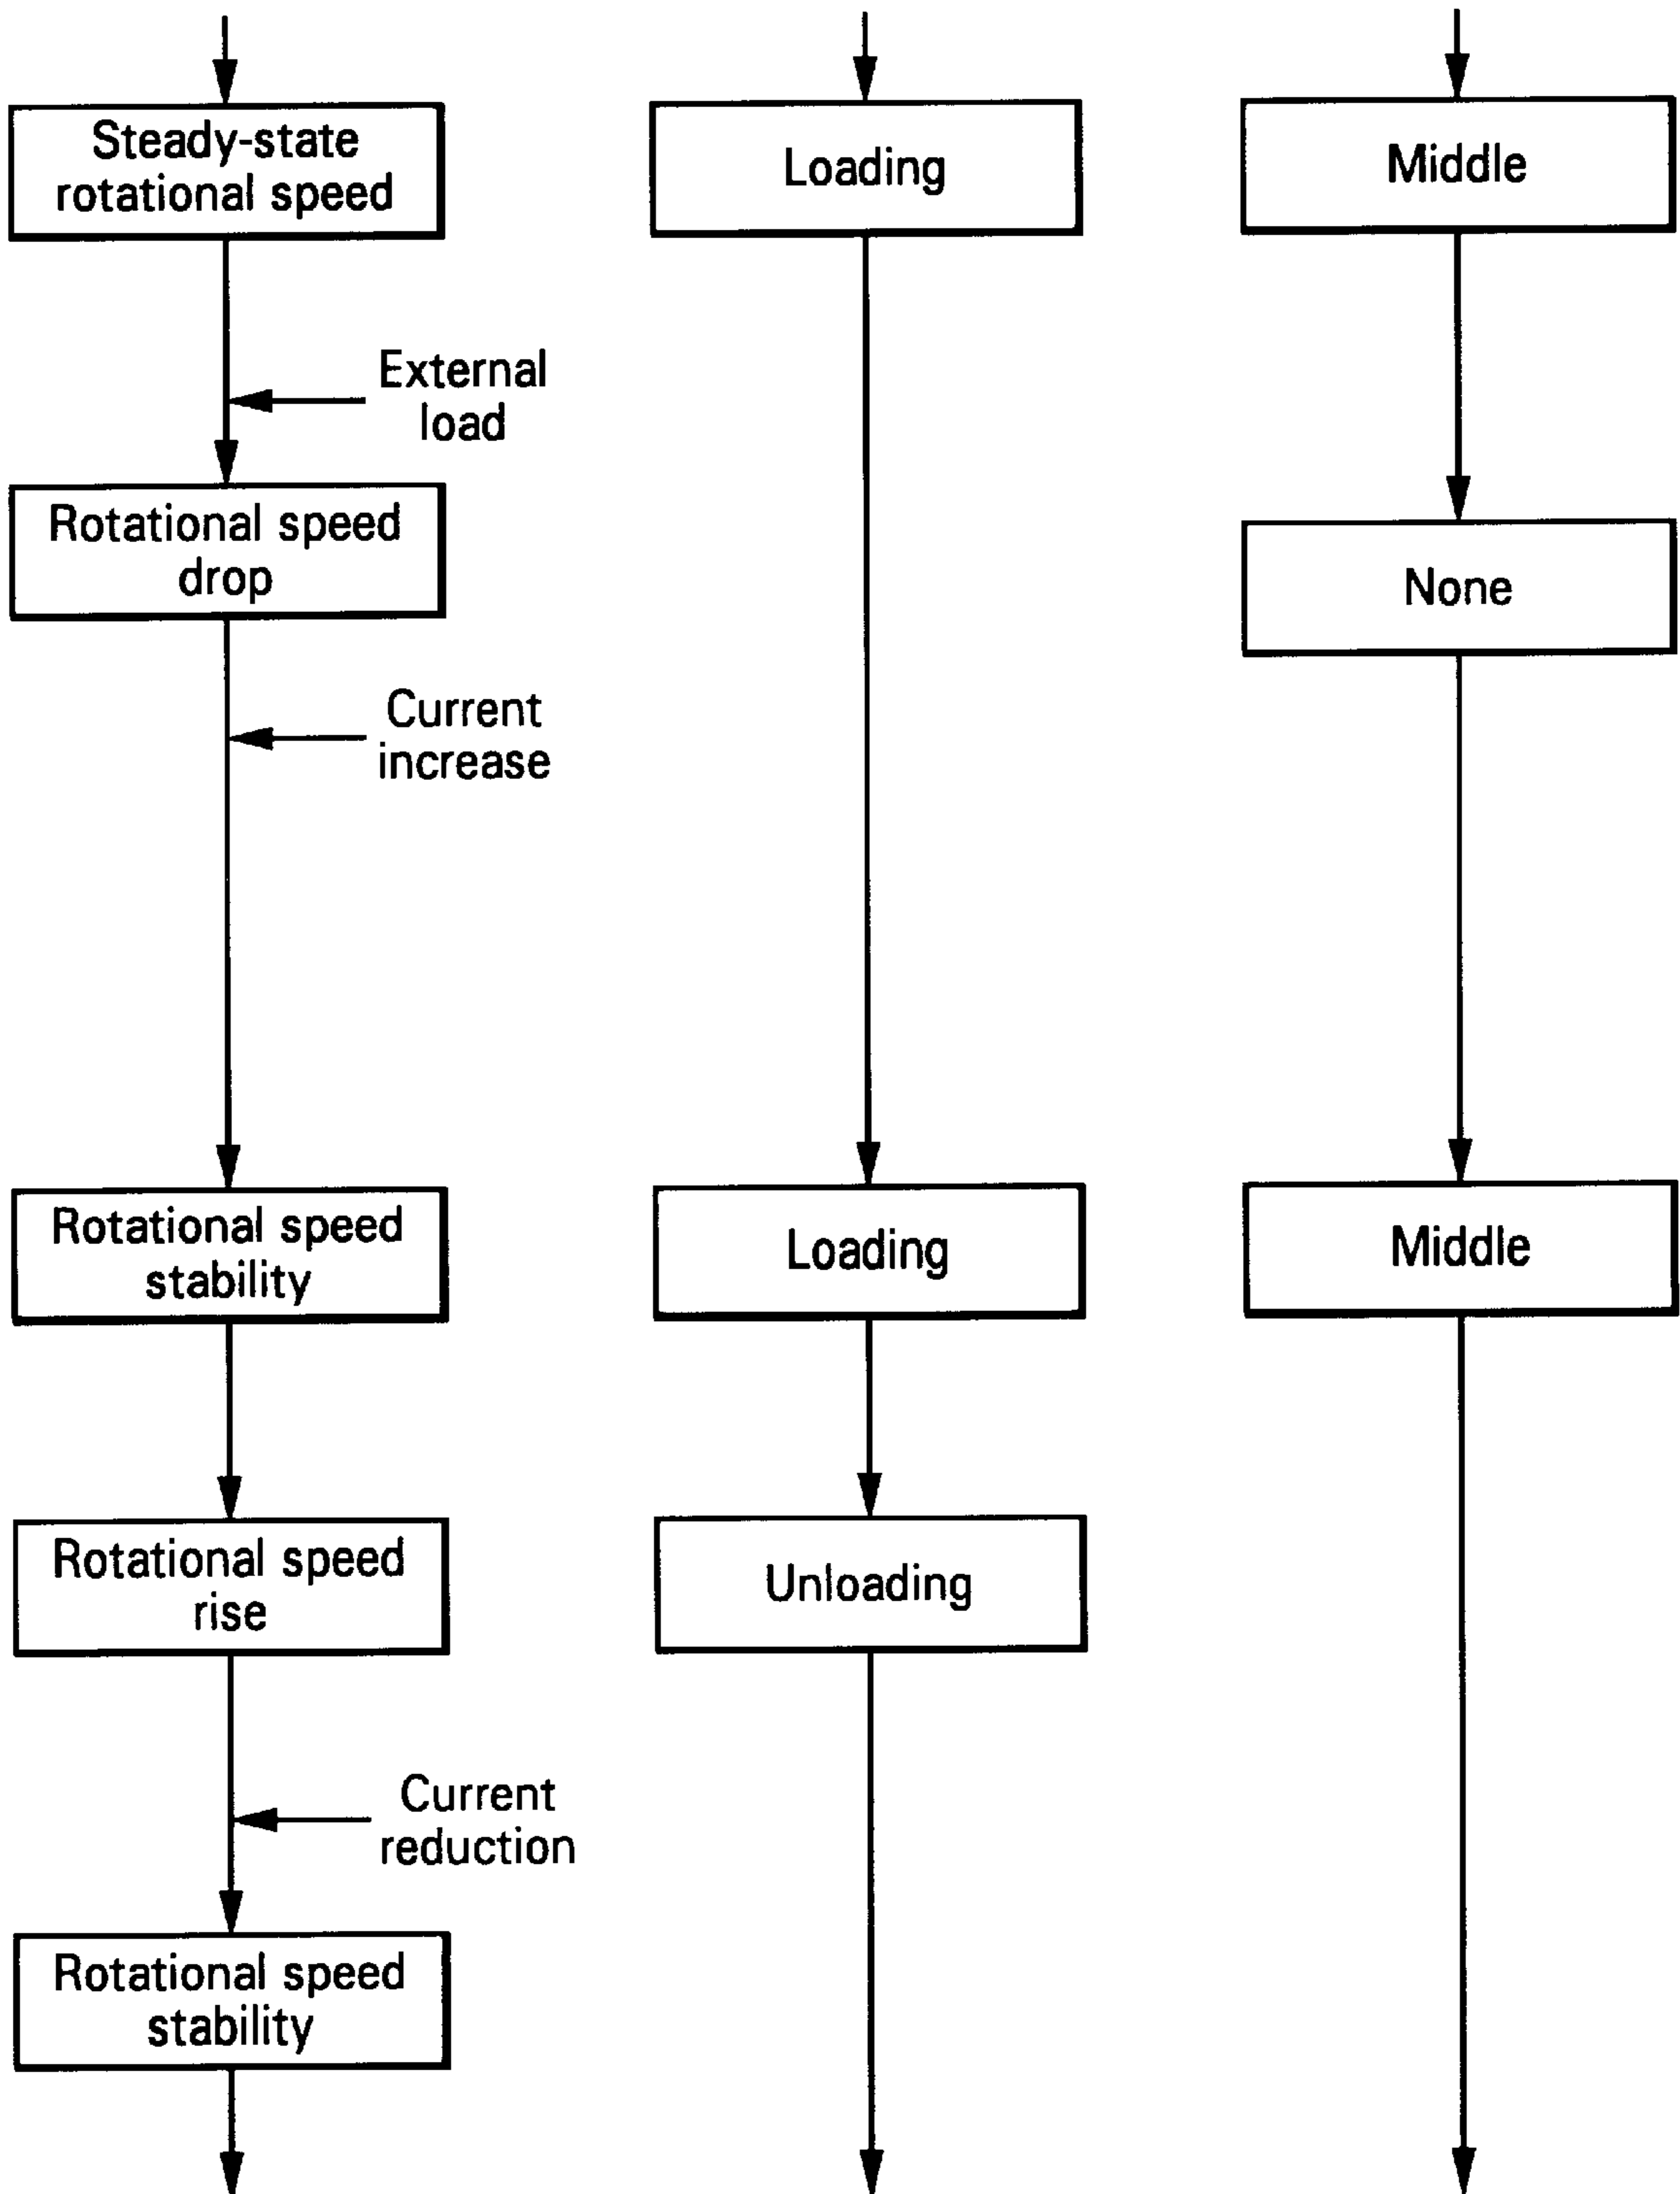 Steady-state
rotational speed
Loading
Middle
External
load
Rotational speed
drop
None
Current
increase
Rotational speed
stability
Loading
Middle
Rotational speed
rise
Unloading
Current
reduction
Rotational speed
stability